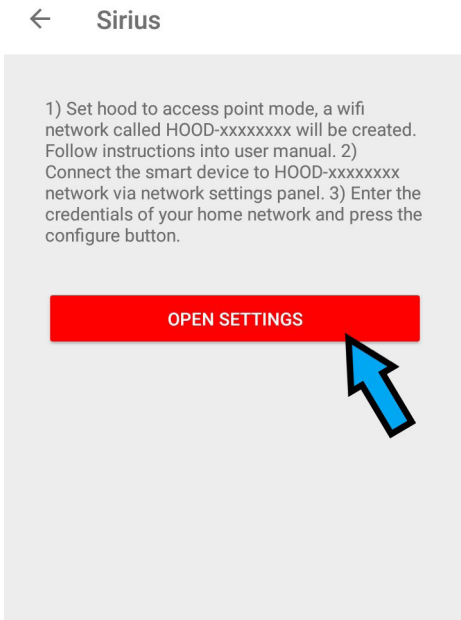 Sirius
1) Set hood to access point mode, a wifi
network called HOOD-xxxxxxxx will be created.
Follow instructions into user manual. 2)
Connect the smart device to HOOD-xxxxxxxx
network via network settings panel. 3) Enter the
credentials of your home network and press the
configure button.
OPEN SETTINGS